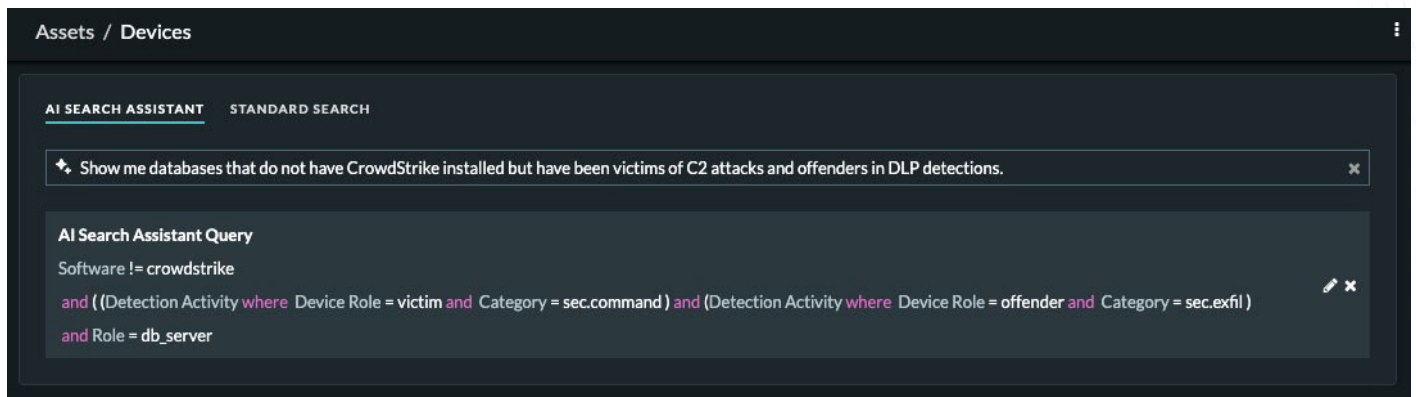 Assets / Devices
AI SEARCH ASSISTANT STANDARD SEARCH
Show me databases that do not have CrowdStrike installed but have been victims of C2 attacks and offenders in DLP detections.
AI Search Assistant Query
Software != crowdstrike
and ( (Detection Activity where Device Role = victim and Category = sec.command ) and (Detection Activity where Device Role = offender and Category = sec.exfil )
and Role = db_server